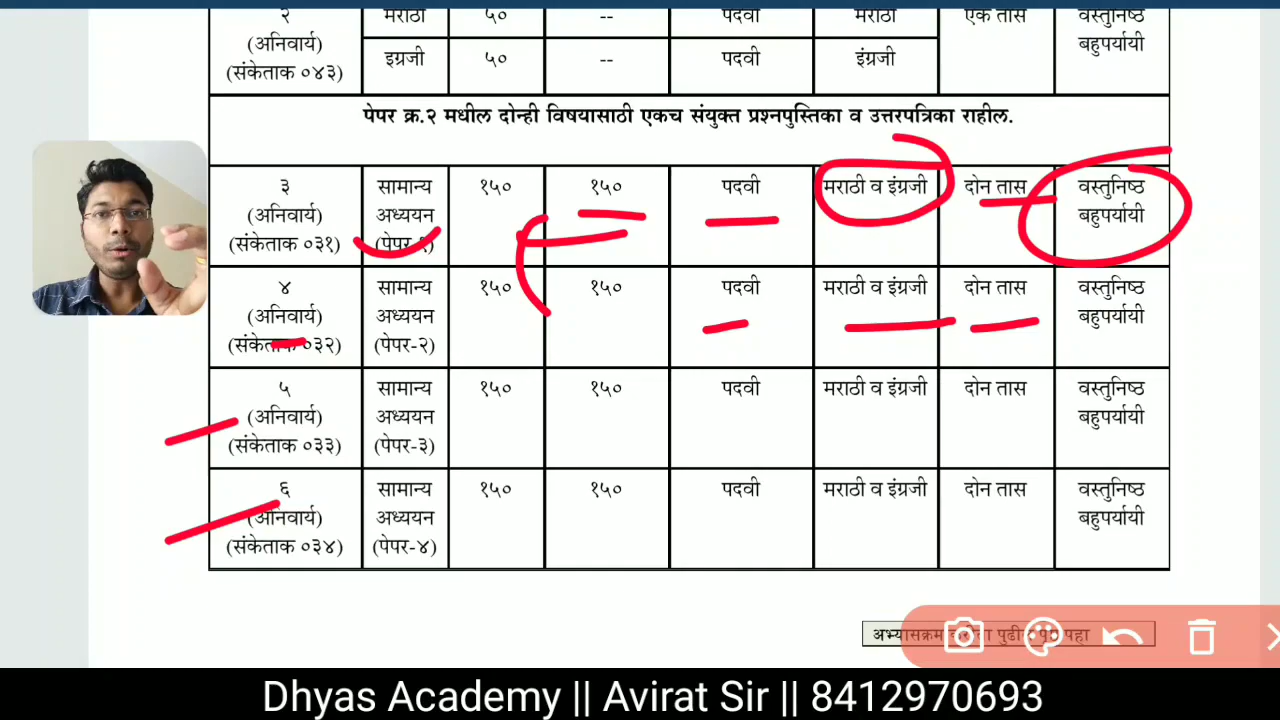 २ मराठी ५० -- पदवी मराठी एक तास वस्तुनिष्ठ
(अनिवार्य) बहुपर्यायी
(संकेताक ०४३) इग्रजी ५० -- पदवी इंग्रजी
पेपर क्र.२ मधील दोन्ही विषयासाठी एकच संयुक्त प्रश्नपुस्तिका व उत्तरपत्रिका राहील.
३ सामान्य १५० १५० पदवी मराठी व इंग्रजी दोन तास वस्तुनिष्ठ
(अनिवार्य) अध्ययन बहुपर्यायी
(संकेताक ०३१) (पेपर-१)
४ सामान्य १५० १५० पदवी मराठी व इंग्रजी दोन तास वस्तुनिष्ठ
(अनिवार्य) अध्ययन बहुपर्यायी
(संकेताक ०३२) (पेपर-२)
५ सामान्य १५० १५० पदवी मराठी व इंग्रजी दोन तास वस्तुनिष्ठ
(अनिवार्य) अध्ययन बहुपर्यायी
(संकेताक ०३३) (पेपर-३)
६ सामान्य १५० १५० पदवी मराठी व इंग्रजी दोन तास वस्तुनिष्ठ
(अनिवार्य) अध्ययन बहुपर्यायी
(संकेताक ०३४) (पेपर-४)
अभ्यासक्रम पहा
Dhyas Academy || Avirat Sir || 8412970693